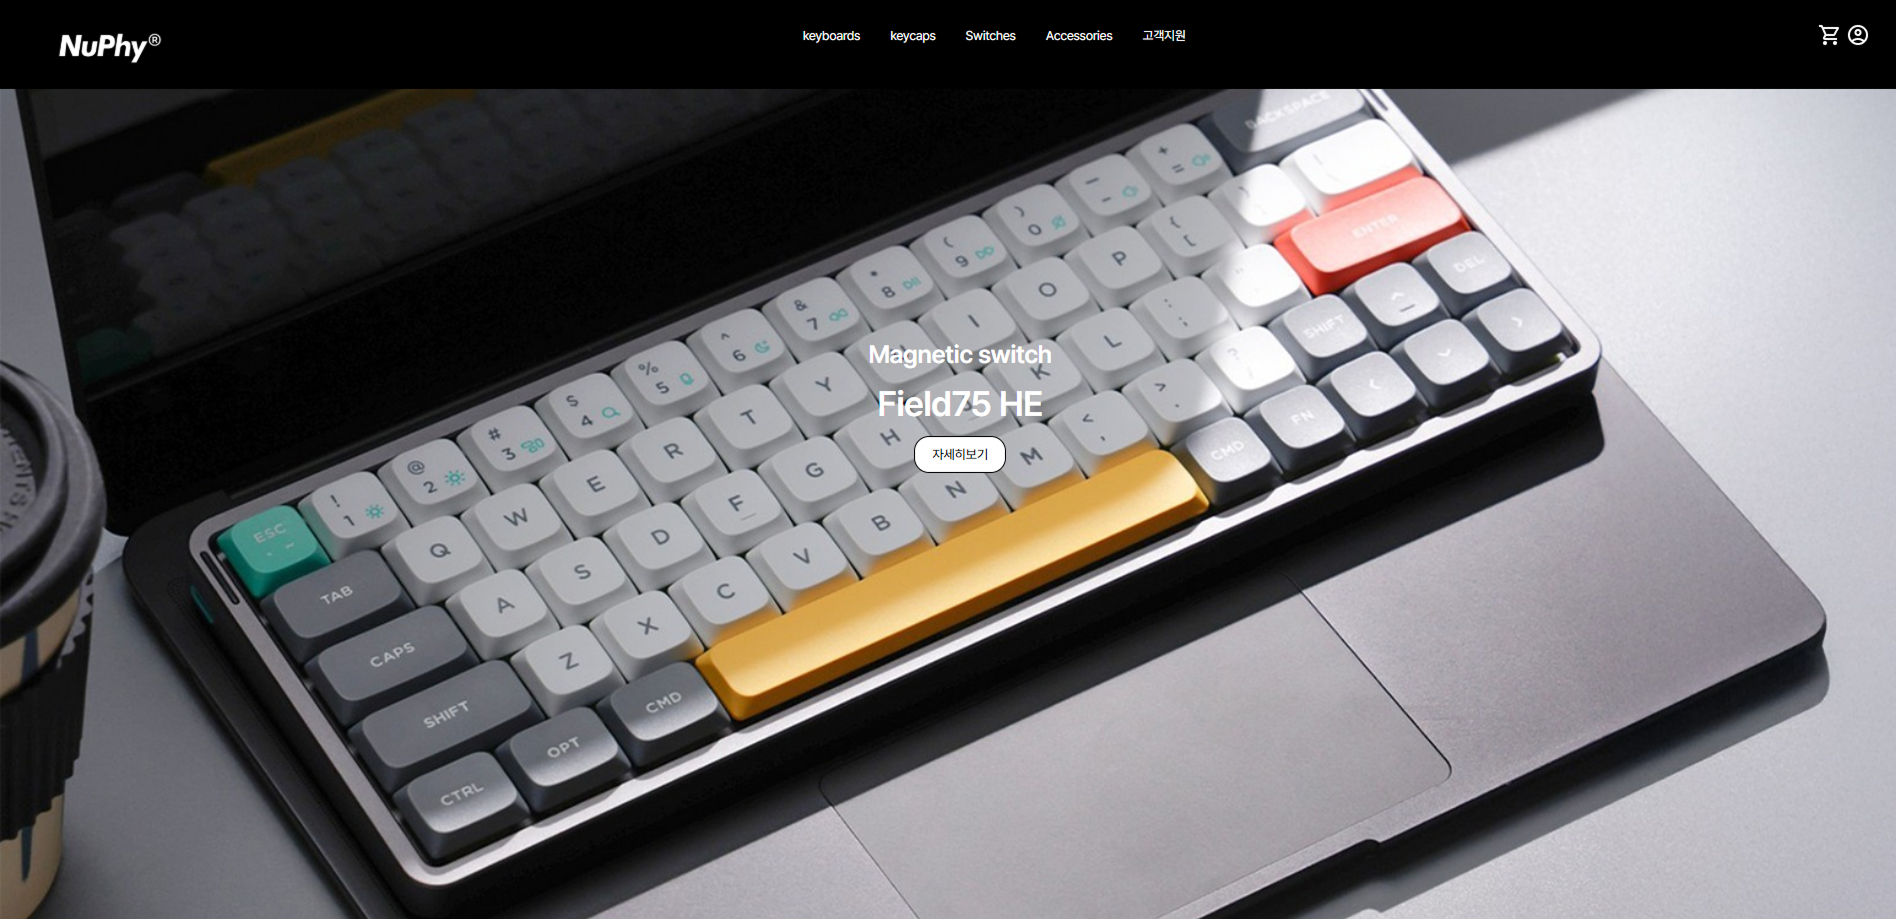 NuPhy®
keyboards
keycaps
Switches
Accessories
고객지원
Magnetic switch
Field75 HE
자세히보기
BACKSPACE
ENTER
DEL
+ =
— -
) 0
( 9
* 8
& 7
^ 6
% 5
$ 4
# 3
@ 2
! 1
ESC
TAB
Q
W
E
R
T
Y
I
O
P
{ [
CAPS
A
S
D
F
G
H
K
L
: ;
SHIFT
Z
X
C
V
B
N
M
< ,
> .
?
SHIFT
CTRL
OPT
CMD
CMD
FN